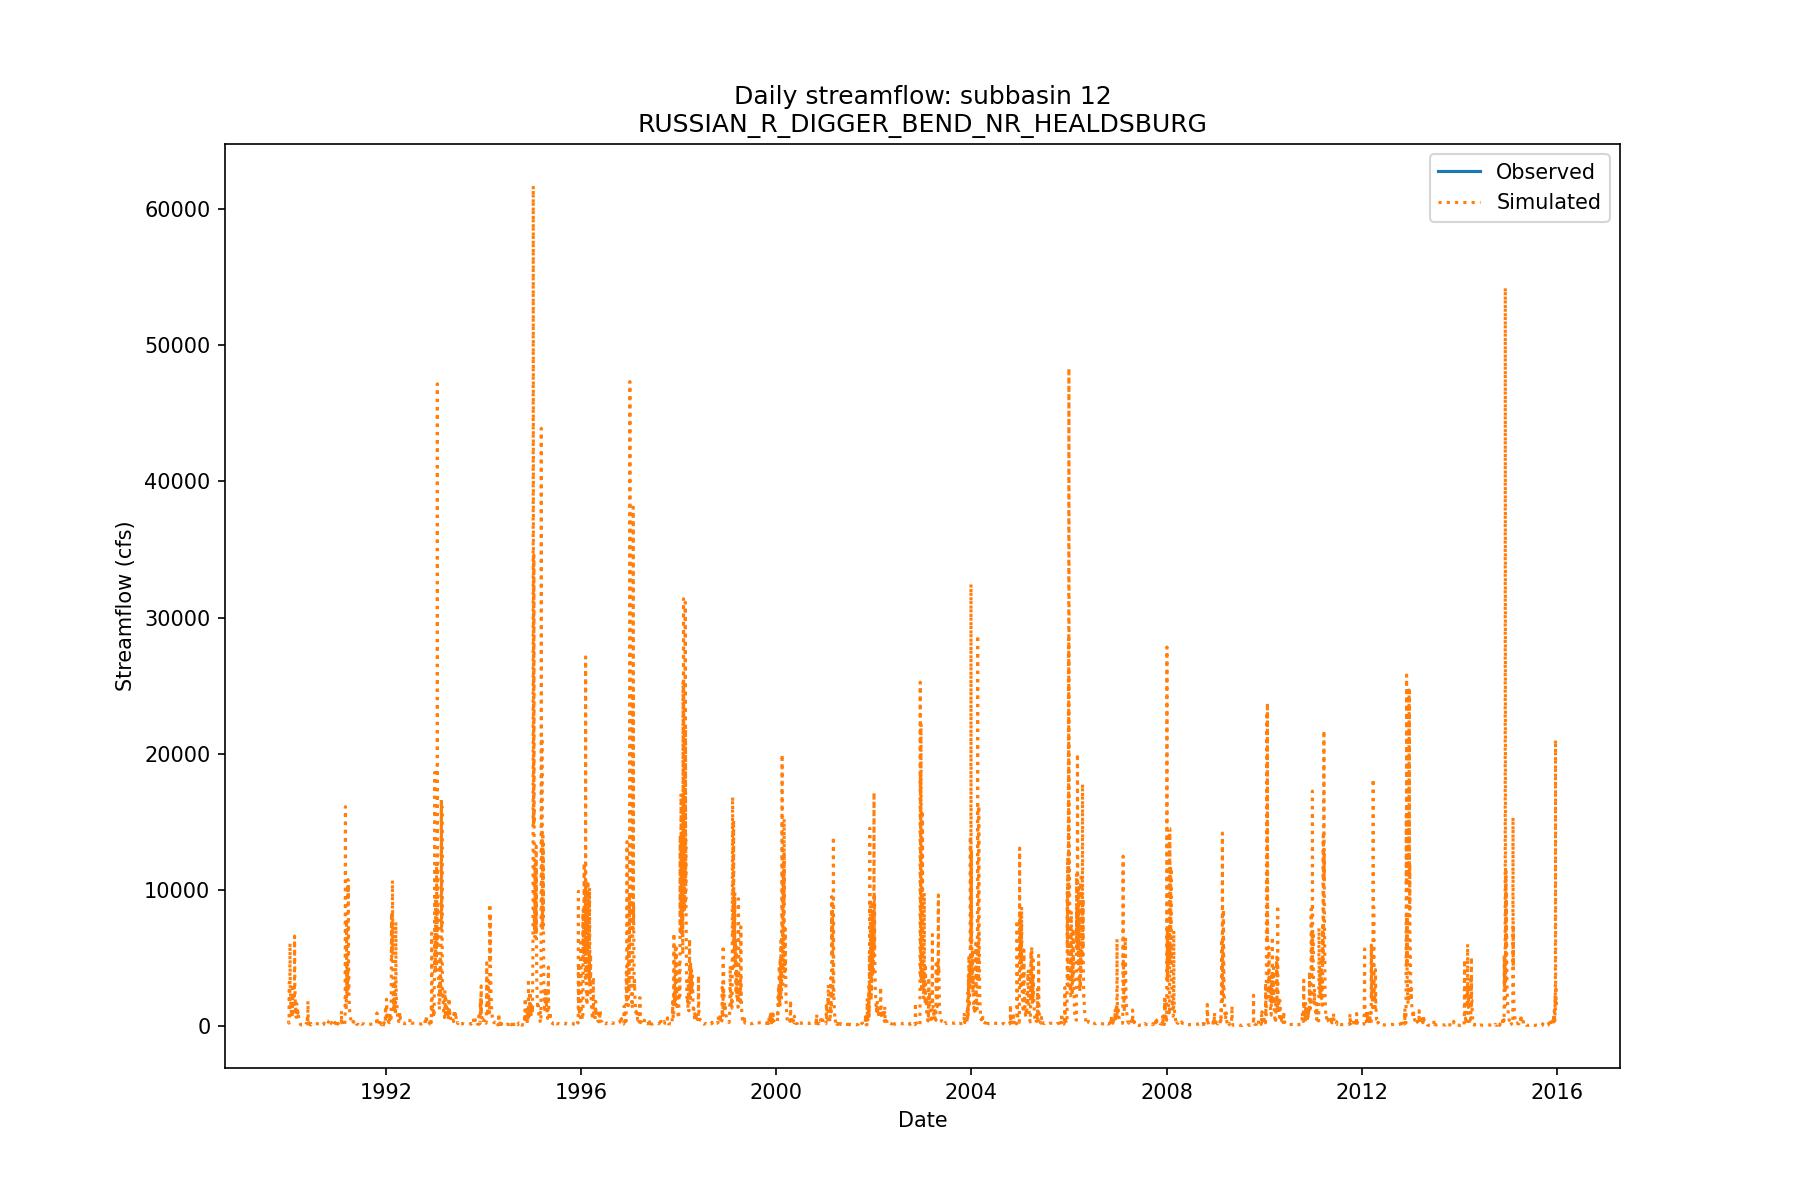 Daily streamflow: subbasin 12
RUSSIAN_R_DIGGER_BEND_NR_HEALDSBURG
Observed
Simulated
60000
50000
40000
30000
20000
10000
0
Streamflow (cfs)
1992 1996 2000 2004 2008 2012 2016
Date